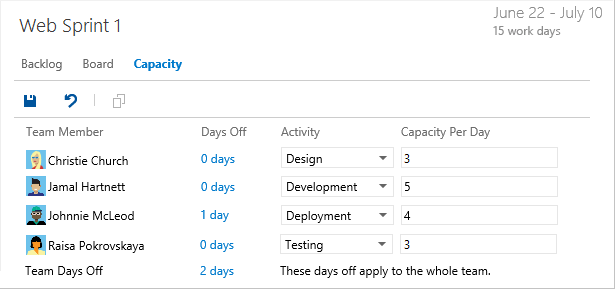 Web Sprint 1
June 22 - July 10
15 work days
Backlog Board Capacity
Team Member Days Off Activity Capacity Per Day
Christie Church 0 days Design 3
Jamal Hartnett 0 days Development 5
Johnnie McLeod 1 day Deployment 4
Raisa Pokrovskaya 0 days Testing 3
Team Days Off 2 days These days off apply to the whole team.